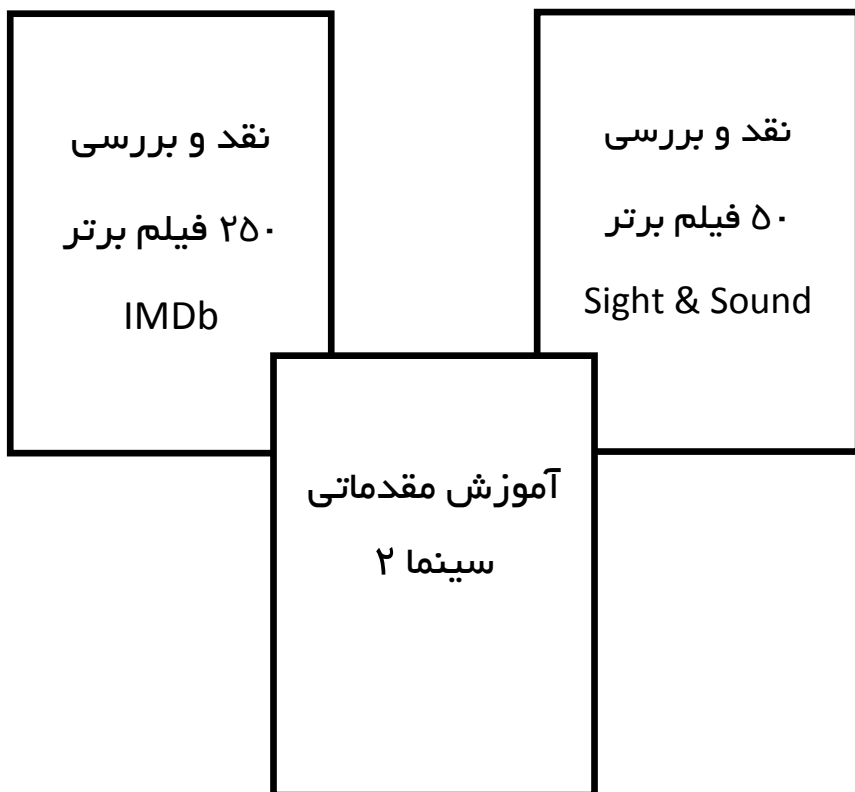 نقد و بررسی
۵۰ فیلم برتر
Sight & Sound
نقد و بررسی
۲۵۰ فیلم برتر
IMDb
آموزش مقدماتی
سینما ۲